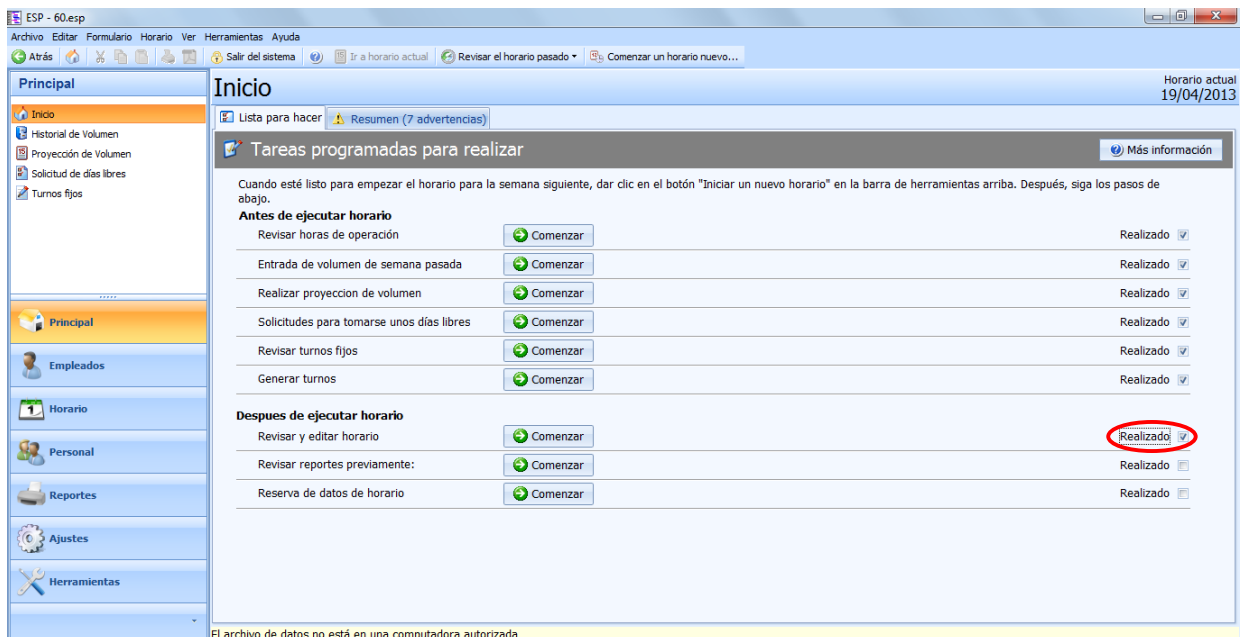 ESP - 60.esp
Archivo Editar Formulario Horario Ver Herramientas Ayuda
Atrás Salir del sistema Ir a horario actual Revisar el horario pasado Comenzar un horario nuevo...
Principal
Inicio
Historial de Volumen
Proyección de Volumen
Solicitud de días libres
Turnos fijos
Principal
Empleados
Horario
Personal
Reportes
Ajustes
Herramientas
Inicio
Horario actual
19/04/2013
Lista para hacer Resumen (7 advertencias)
Tareas programadas para realizar Más información
Cuando esté listo para empezar el horario para la semana siguiente, dar clic en el botón "Iniciar un nuevo horario" en la barra de herramientas arriba. Después, siga los pasos de
abajo.
Antes de ejecutar horario
Revisar horas de operación Comenzar Realizado
Entrada de volumen de semana pasada Comenzar Realizado
Realizar proyeccion de volumen Comenzar Realizado
Solicitudes para tomarse unos días libres Comenzar Realizado
Revisar turnos fijos Comenzar Realizado
Generar turnos Comenzar Realizado
Despues de ejecutar horario
Revisar y editar horario Comenzar Realizado
Revisar reportes previamente: Comenzar Realizado
Reserva de datos de horario Comenzar Realizado
El archivo de datos no está en una computadora autorizada